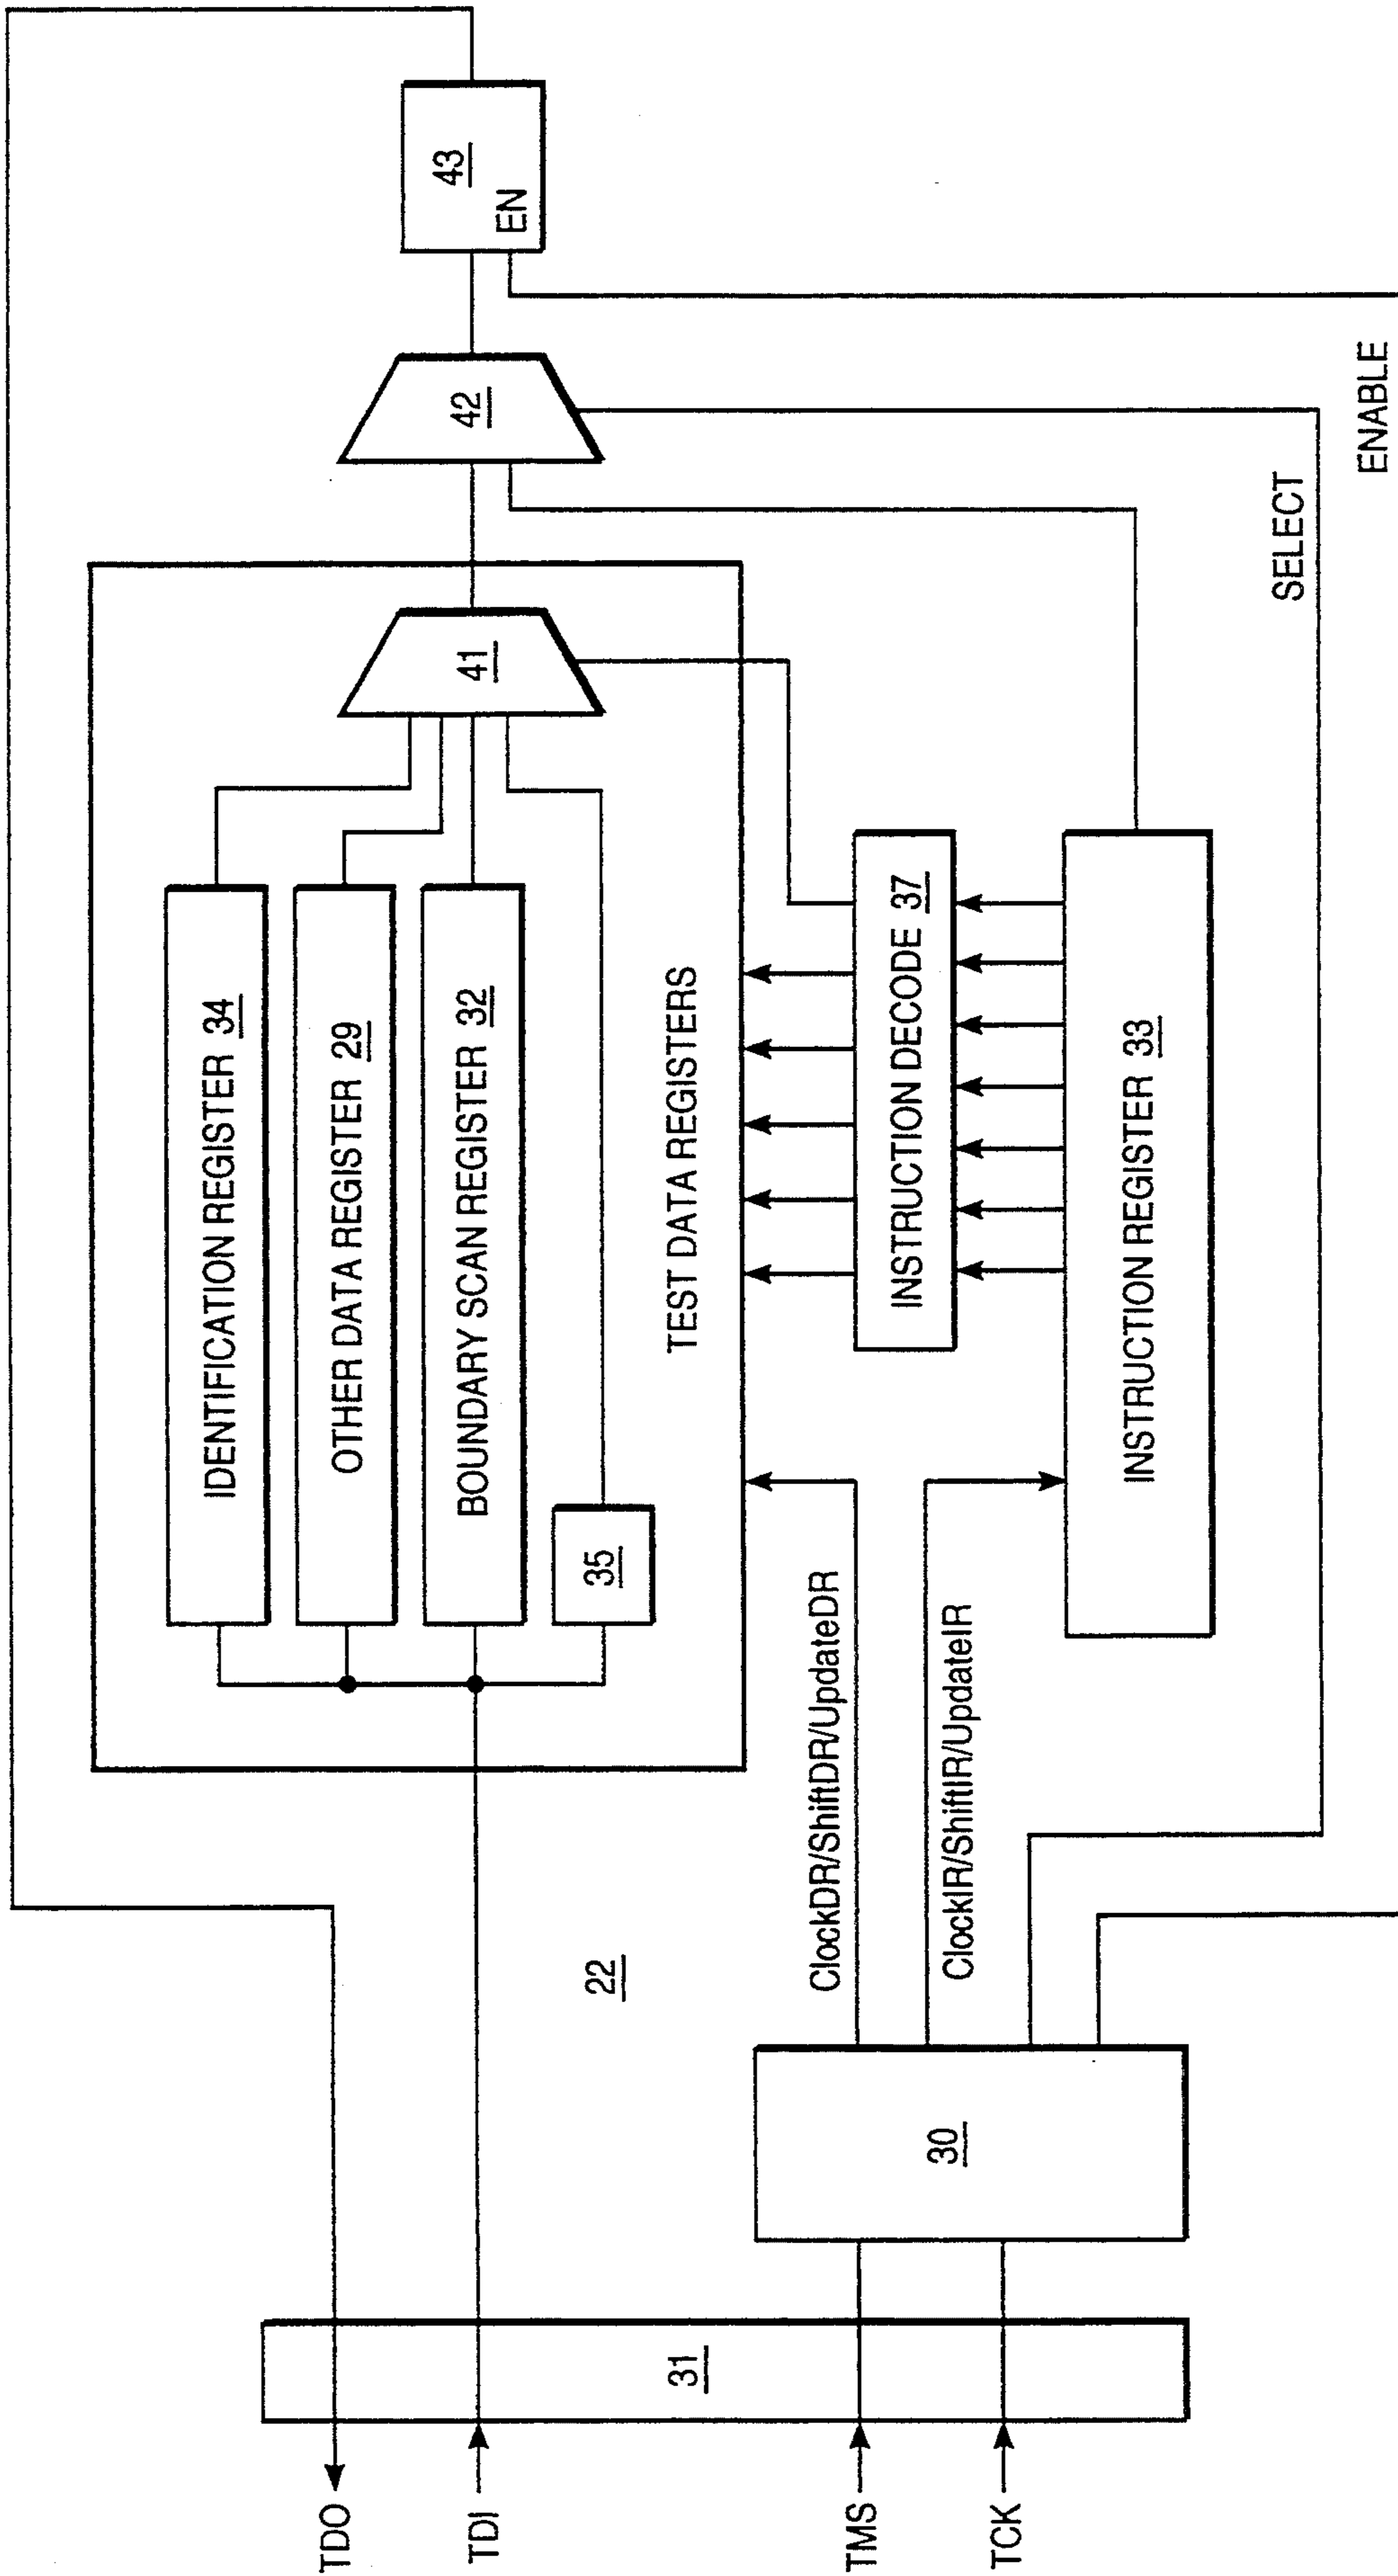 IDENTIFICATION REGISTER 34
OTHER DATA REGISTER 29
BOUNDARY SCAN REGISTER 32
35
41
42
43
EN
TEST DATA REGISTERS
TDO
TDI
22
31
ClockDR/ShiftDR/UpdateDR
ClockIR/ShiftIR/UpdateIR
INSTRUCTION DECODE 37
TMS
TCK
30
INSTRUCTION REGISTER 33
SELECT
ENABLE